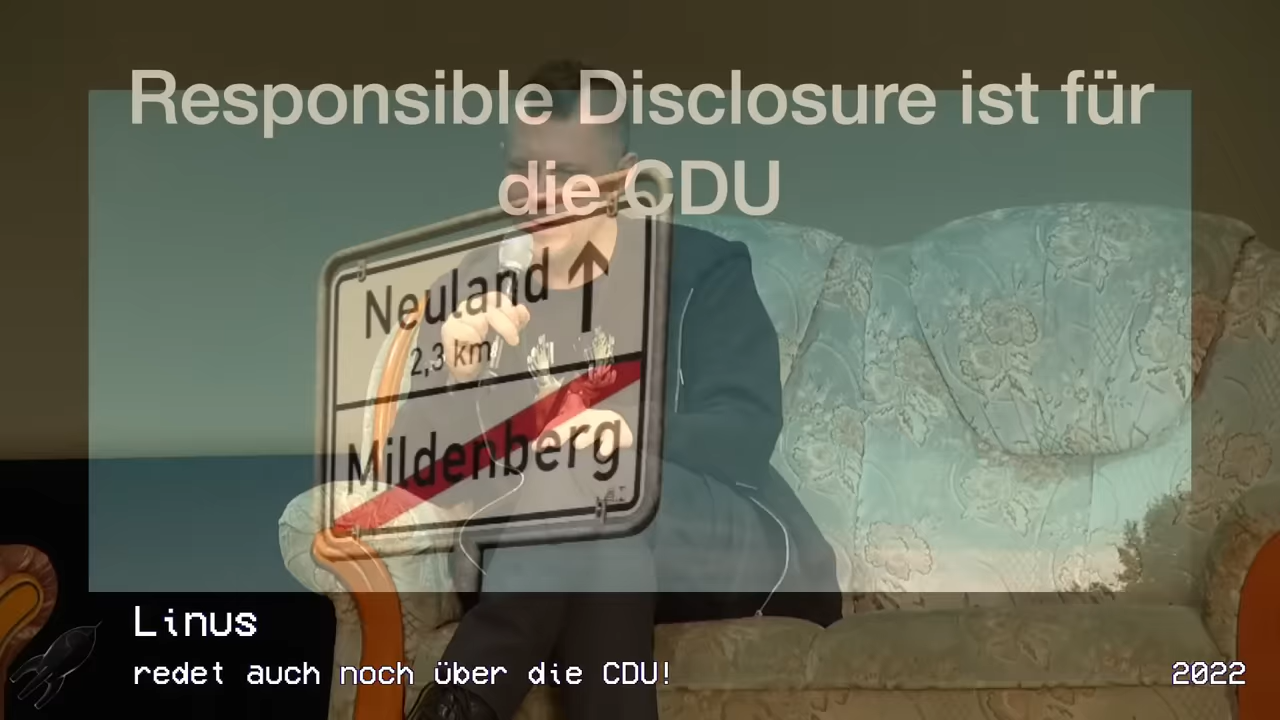 Responsible Disclosure ist für
die CDU
Neuland
2,3 km
Mildenberg
Linus
redet auch noch über die CDU!
2022